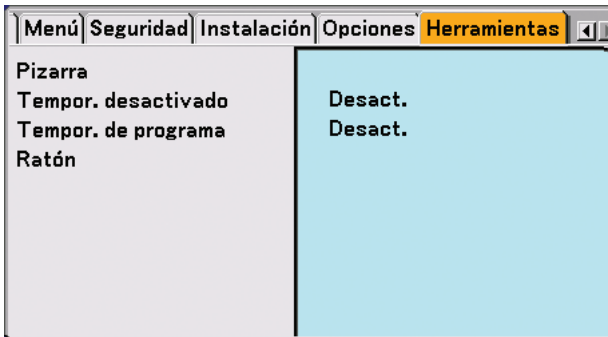 Menú Seguridad Instalación Opciones Herramientas
Pizarra
Tempor. desactivado Desact.
Tempor. de programa Desact.
Ratón